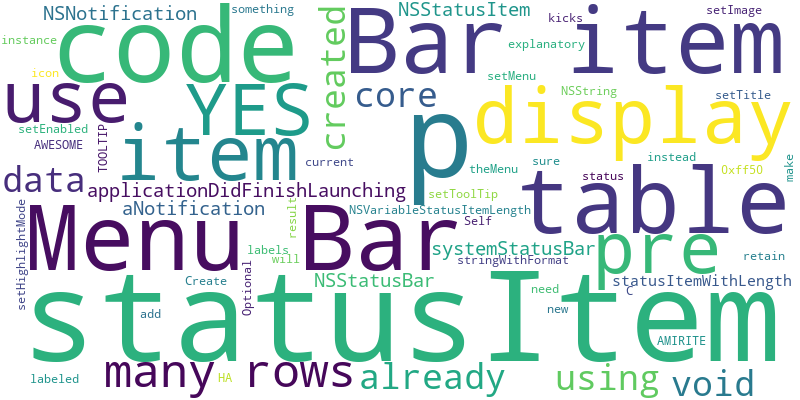 NSNotification
something
NSStatusItem
kicks
setImage
instance
code
created
Bar item
explanatory
icon
setMenu
use
YES
core
NSString
setTitle
display
setEnabled
AWESOME
TOOLTIP
item
current
p
theMenu
sure
instead
status
0xff50
make
data
applicationDidFinishLaunching
setToolTip
table
setHighlightMode
aNotification
result
NSVariableStatusItemLength
Self
Menu Bar
labels
will
systemStatusBar
stringWithFormat
pre
retain
Optional
Create
NSStatusBar
need
statusItemWithLength
C
add
statusItem
new
AMIRITE
labeled
many rows
HA
already
using
void